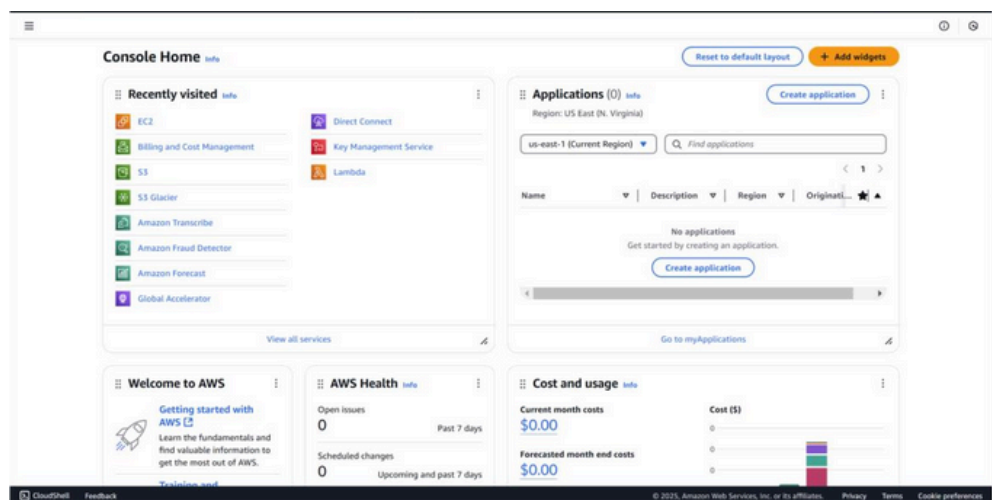 Console Home Info
Reset to default layout
+ Add widgets
Recently visited Info
EC2
Billing and Cost Management
S3
S3 Glacier
Amazon Transcribe
Amazon Fraud Detector
Amazon Forecast
Global Accelerator
Direct Connect
Key Management Service
Lambda
View all services
Applications (0) Info
Create application
Region: US East (N. Virginia)
us-east-1 (Current Region)
Find applications
1
Name Description Region Originati...
No applications
Get started by creating an application.
Create application
Go to myApplications
Welcome to AWS
Getting started with
AWS
Learn the fundamentals and
find valuable information to
get the most out of AWS.
Training and
AWS Health Info
Open issues
0 Past 7 days
Scheduled changes
0 Upcoming and past 7 days
Cost and usage Info
Current month costs
$0.00
Forecasted month end costs
$0.00
Cost ($)
0
0
0
CloudShell Feedback
© 2025, Amazon Web Services, Inc. or its affiliates. Privacy Terms Cookie preferences